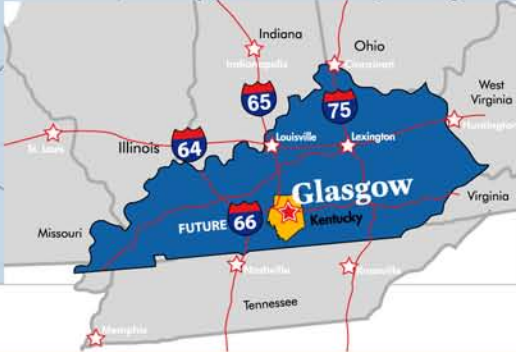 Indiana
Ohio
Indianapolis
Cincinnati
West
Virginia
65
75
Huntington
St. Louis
Illinois
64
Louisville
Lexington
Glasgow
Kentucky
Virginia
Missouri
FUTURE 66
Nashville
Knoxville
Tennessee
Memphis